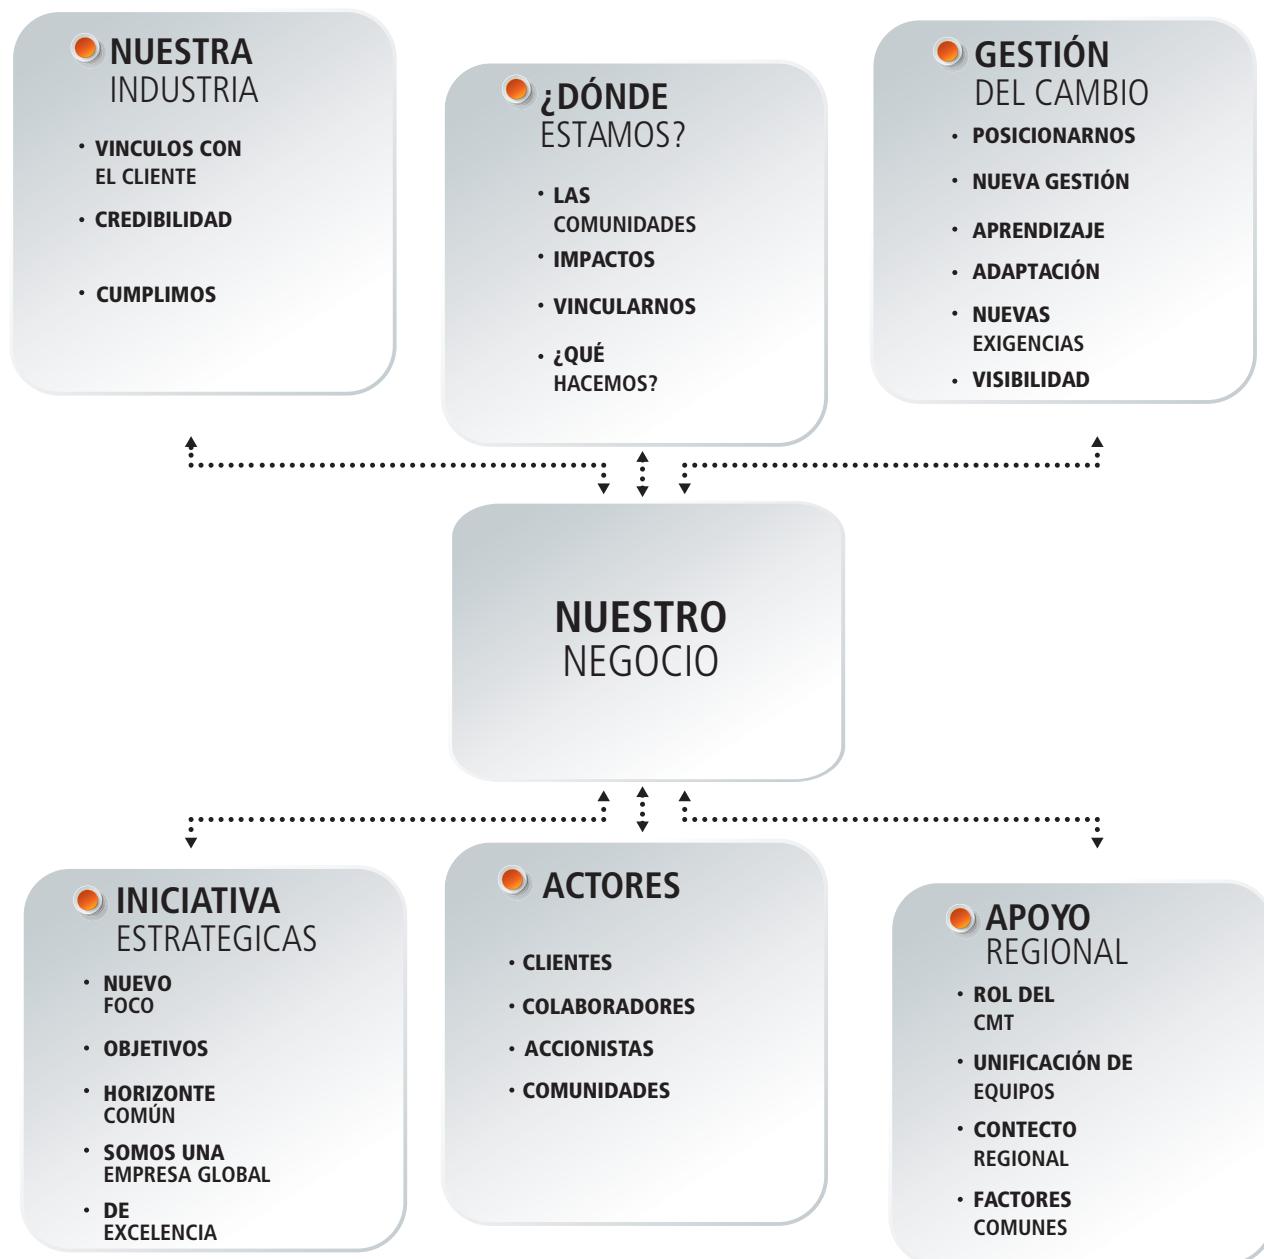 NUESTRA
INDUSTRIA
· VINCULOS CON
EL CLIENTE
· CREDIBILIDAD
· CUMPLIMOS
¿DÓNDE
ESTAMOS?
· LAS
COMUNIDADES
· IMPACTOS
· VINCULARNOS
· ¿QUÉ
HACEMOS?
GESTIÓN
DEL CAMBIO
· POSICIONARNOS
· NUEVA GESTIÓN
· APRENDIZAJE
· ADAPTACIÓN
· NUEVAS
EXIGENCIAS
· VISIBILIDAD
NUESTRO
NEGOCIO
INICIATIVA
ESTRATEGICAS
· NUEVO
FOCO
· OBJETIVOS
· HORIZONTE
COMÚN
· SOMOS UNA
EMPRESA GLOBAL
· DE
EXCELENCIA
ACTORES
· CLIENTES
· COLABORADORES
· ACCIONISTAS
· COMUNIDADES
APOYO
REGIONAL
· ROL DEL
CMT
· UNIFICACIÓN DE
EQUIPOS
· CONTECTO
REGIONAL
· FACTORES
COMUNES